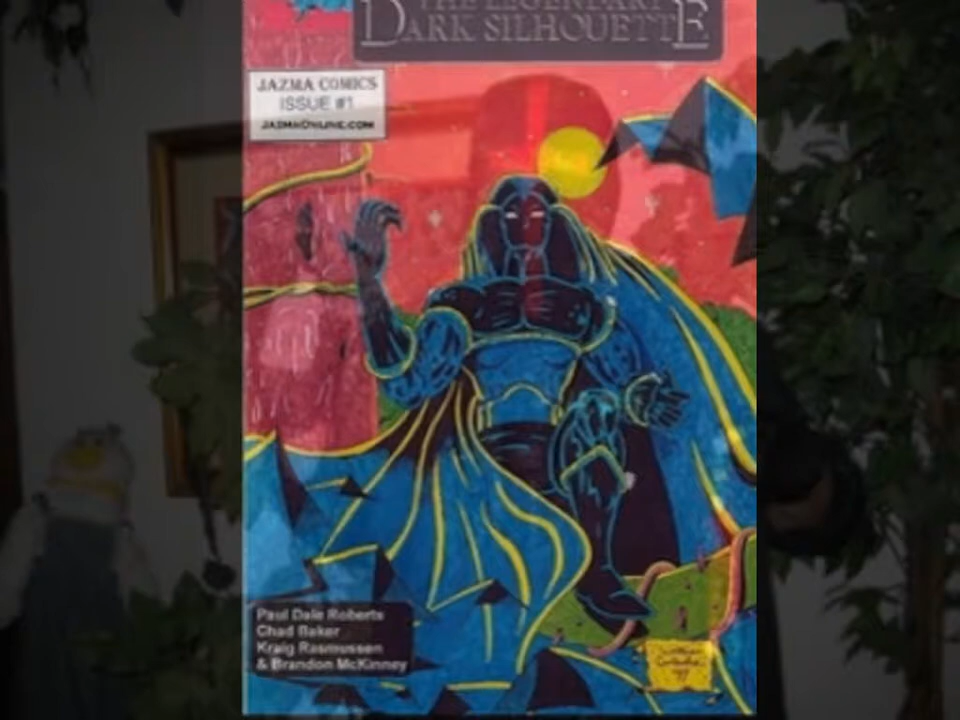 THE LEGENDARY
DARK SILHOUETTE
JAZMA COMICS
ISSUE #1
JAZMAONLINE.COM
Paul Dale Roberts
Chad Baker
Kraig Rasmussen
& Brandon McKinney